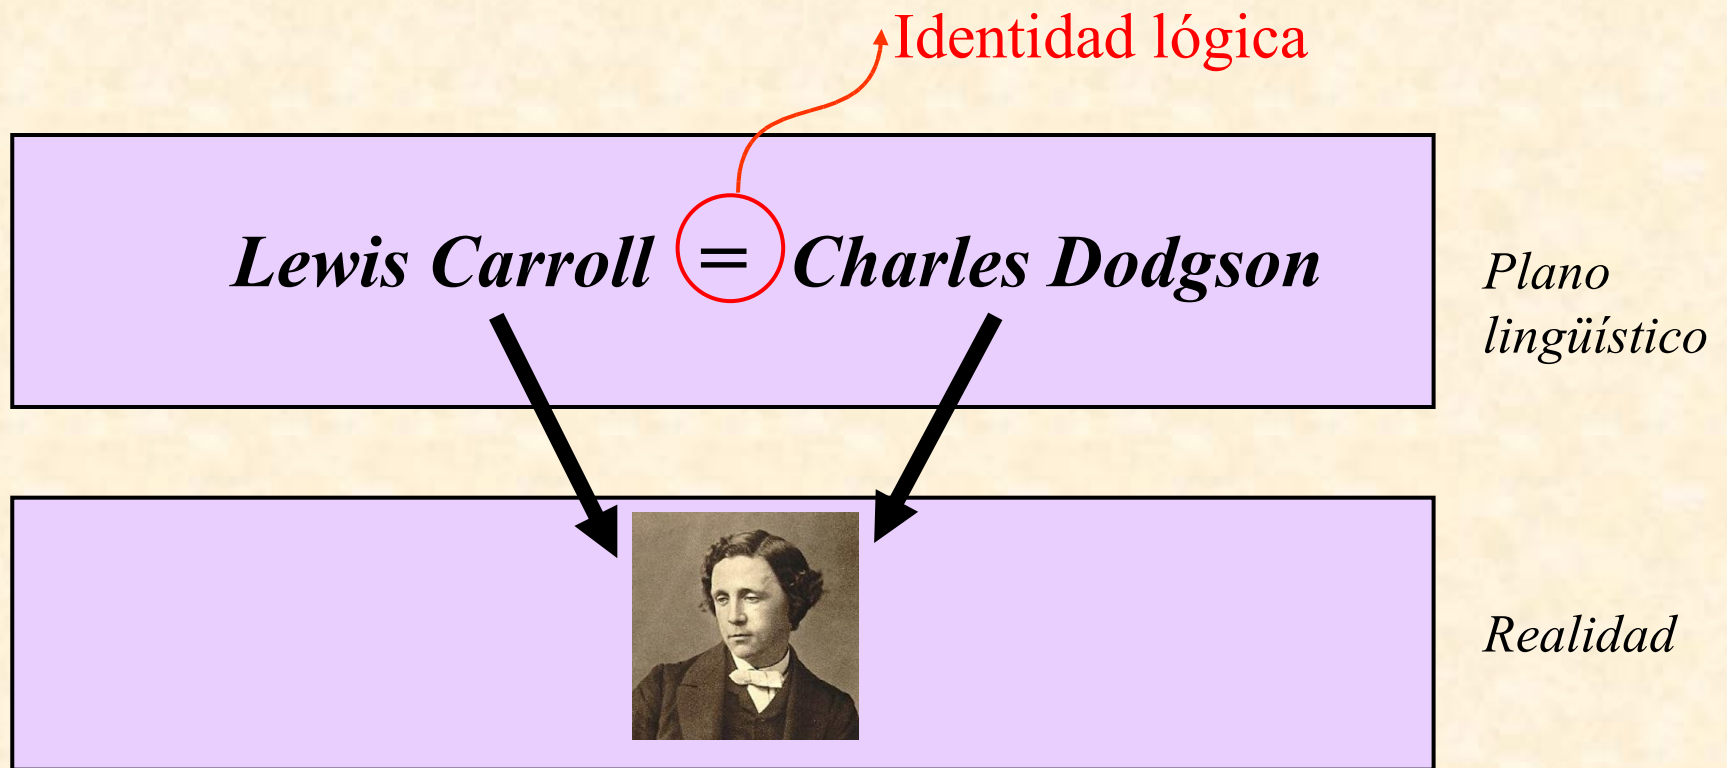 Identidad lógica
Lewis Carroll = Charles Dodgson
Plano
lingüístico
Realidad